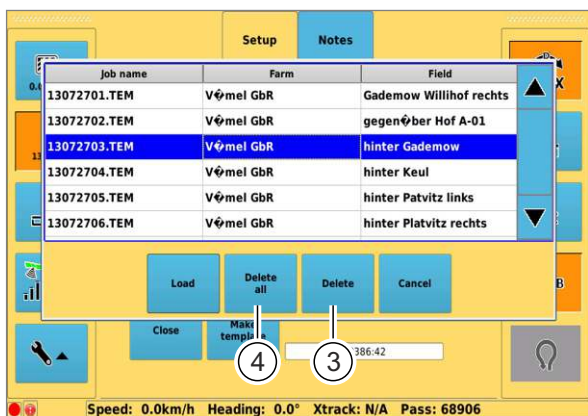 Setup Notes
Job name Farm Field
13072701.TEM V�mel GbR Gademow Willihof rechts
13072702.TEM V�mel GbR gegen�ber Hof A-01
13072703.TEM V�mel GbR hinter Gademow
13072704.TEM V�mel GbR hinter Keul
13072705.TEM V�mel GbR hinter Patvitz links
13072706.TEM V�mel GbR hinter Platvitz rechts
Load Delete all Delete Cancel
Close
4 3
386:42
Speed: 0.0km/h Heading: 0.0° Xtrack: N/A Pass: 68906